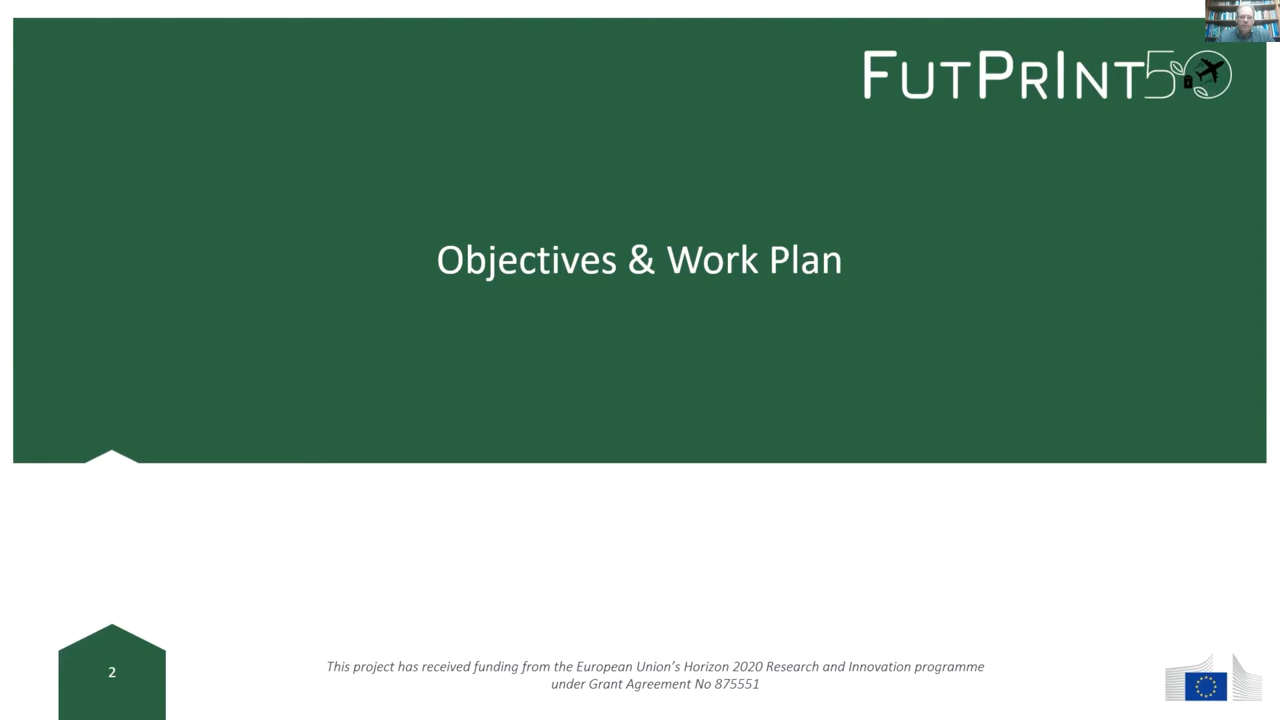 FUTPRINT50
Objectives & Work Plan
2
This project has received funding from the European Union’s Horizon 2020 Research and Innovation programme
under Grant Agreement No 875551